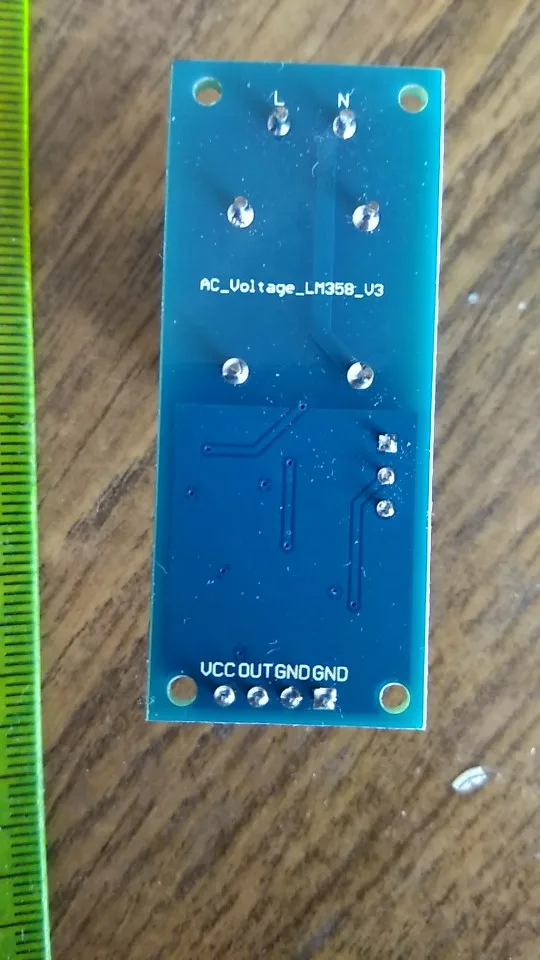 L N
AC_Voltage_LM358_V3
VCC OUT GND GND